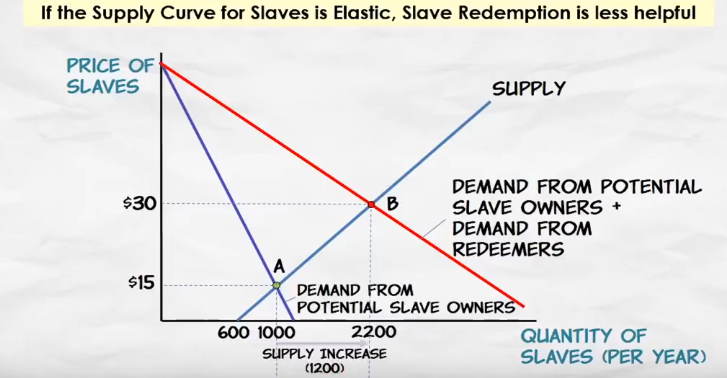 If the Supply Curve for Slaves is Elastic, Slave Redemption is less helpful
PRICE OF
SLAVES
SUPPLY
$30
B
DEMAND FROM POTENTIAL
SLAVE OWNERS +
DEMAND FROM
REDEEMERS
A
$15
DEMAND FROM
POTENTIAL SLAVE OWNERS
600 1000
2200
SUPPLY INCREASE
(1200)
QUANTITY OF
SLAVES (PER YEAR)